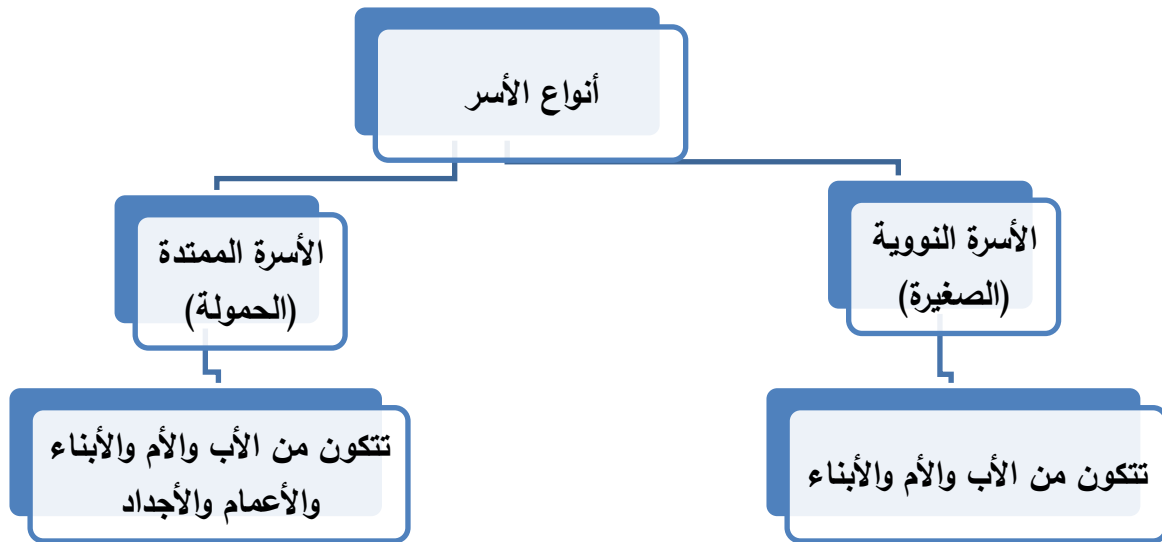 أنواع الأسر
الأسرة النووية
(الصغيرة)
تتكون من الأب والأم والأبناء
الأسرة الممتدة
(الحمولة)
تتكون من الأب والأم والأبناء
والأعمام والأجداد